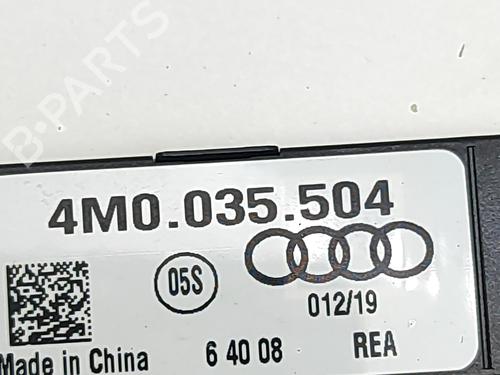 B-PARTS
4M0.035.504
05S
012/19
Made in China
6 40 08
REA